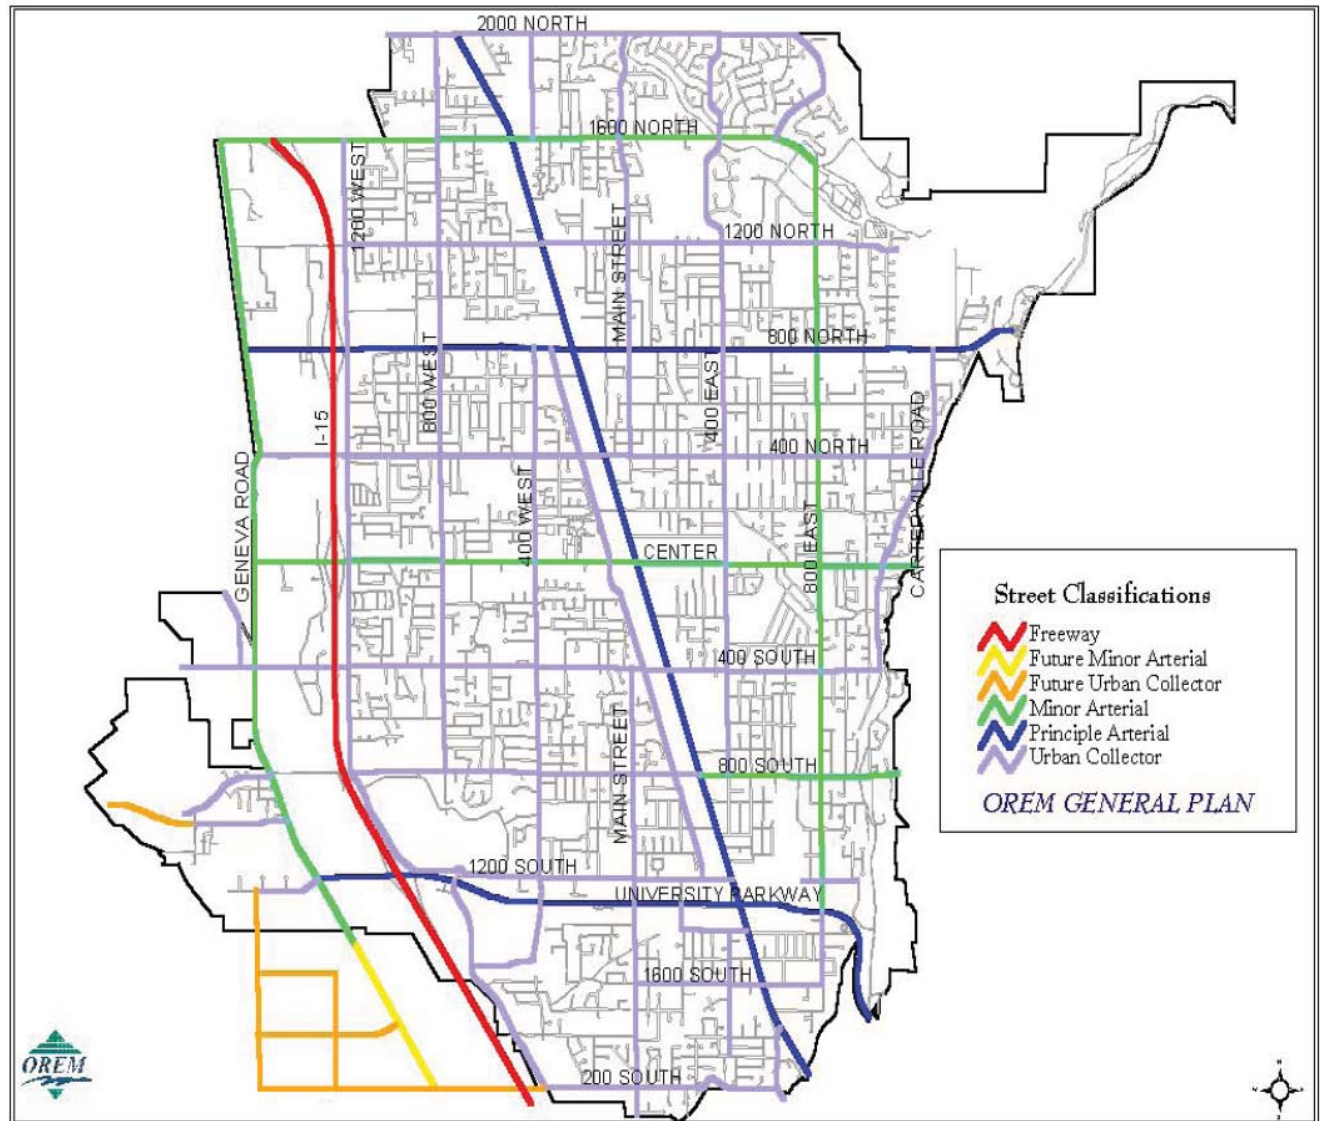 2000 NORTH
1600 NORTH
1200 WEST
MAIN STREET
1200 NORTH
800 NORTH
800 WEST
400 EAST
I-15
400 NORTH
CARTERVILLE ROAD
GENEVA ROAD
400 WEST
CENTER
800 EAST
400 SOUTH
MAIN STREET
800 SOUTH
1200 SOUTH
UNIVERSITY PARKWAY
1600 SOUTH
200 SOUTH
Street Classifications
Freeway
Future Minor Arterial
Future Urban Collector
Minor Arterial
Principle Arterial
Urban Collector
OREM GENERAL PLAN
OREM